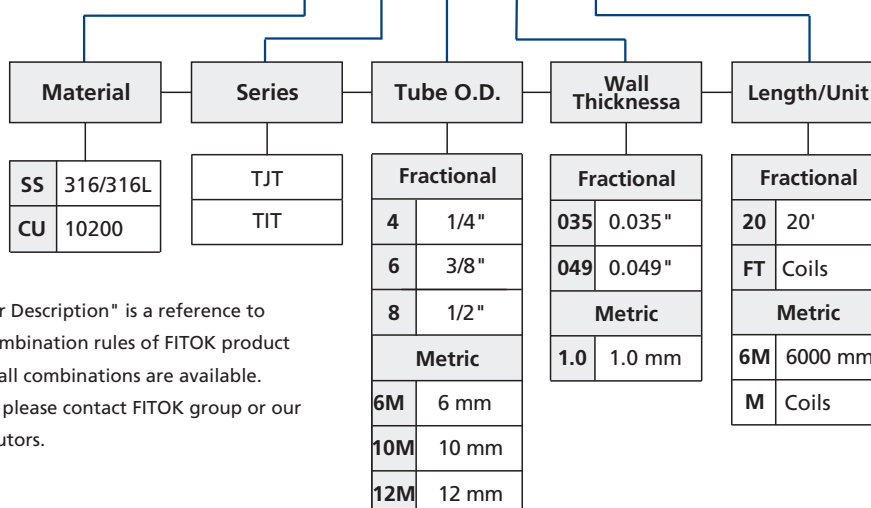 Material
Series
Tube O.D.
Wall
Thicknessa
Length/Unit
SS 316/316L
CU 10200
TJT
TIT
Fractional
4 1/4"
6 3/8"
8 1/2"
Metric
6M 6 mm
10M 10 mm
12M 12 mm
Fractional
035 0.035"
049 0.049"
Metric
1.0 1.0 mm
Fractional
20 20'
FT Coils
Metric
6M 6000 mm
M Coils
r Description" is a reference to
mbination rules of FITOK product
all combinations are available.
please contact FITOK group or our
utors.